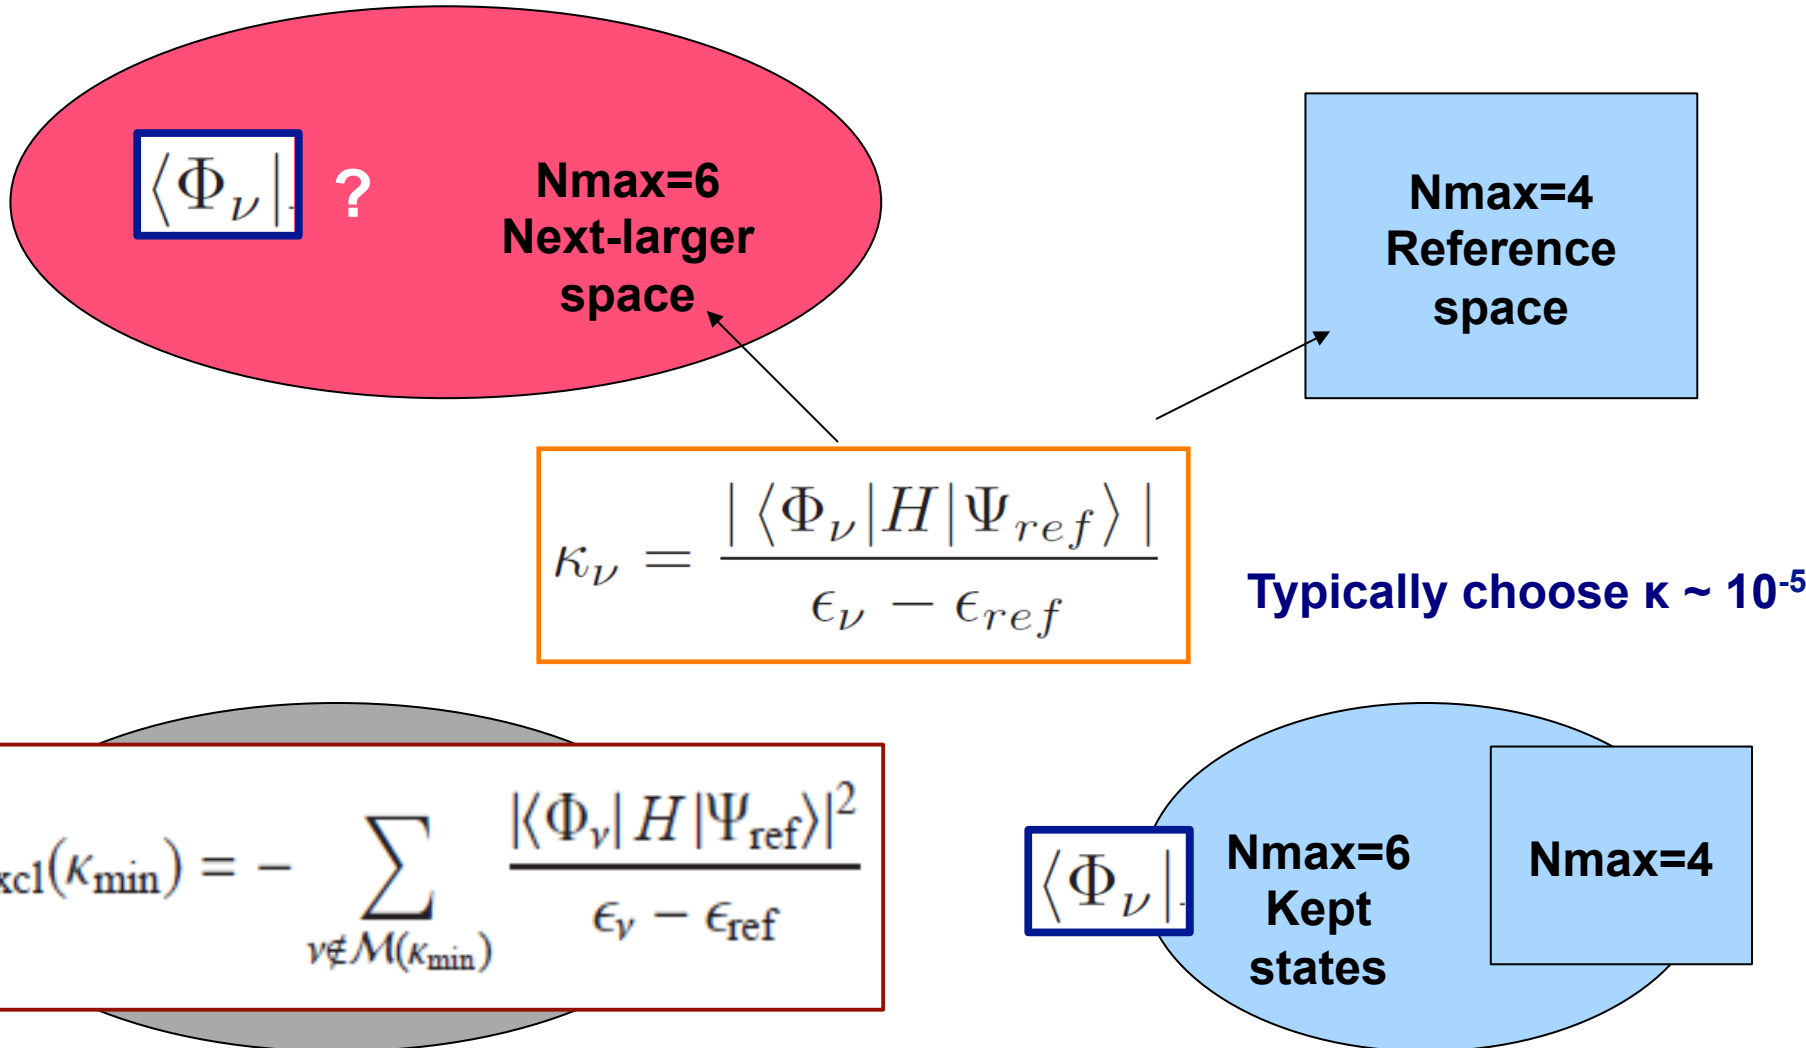 ⟨Φ_ν|. ?
Nmax=6
Next-larger
space
Nmax=4
Reference
space
κ_ν = | ⟨Φ_ν|H|Ψ_ref⟩ | / (ϵ_ν − ϵ_ref)
Typically choose κ ~ 10^-5
xcl(κ_min) = − ∑_{ν∉M(κ_min)} |⟨Φ_ν| H |Ψ_ref⟩|^2 / (ϵ_ν − ϵ_ref)
⟨Φ_ν|.
Nmax=6
Kept
states
Nmax=4